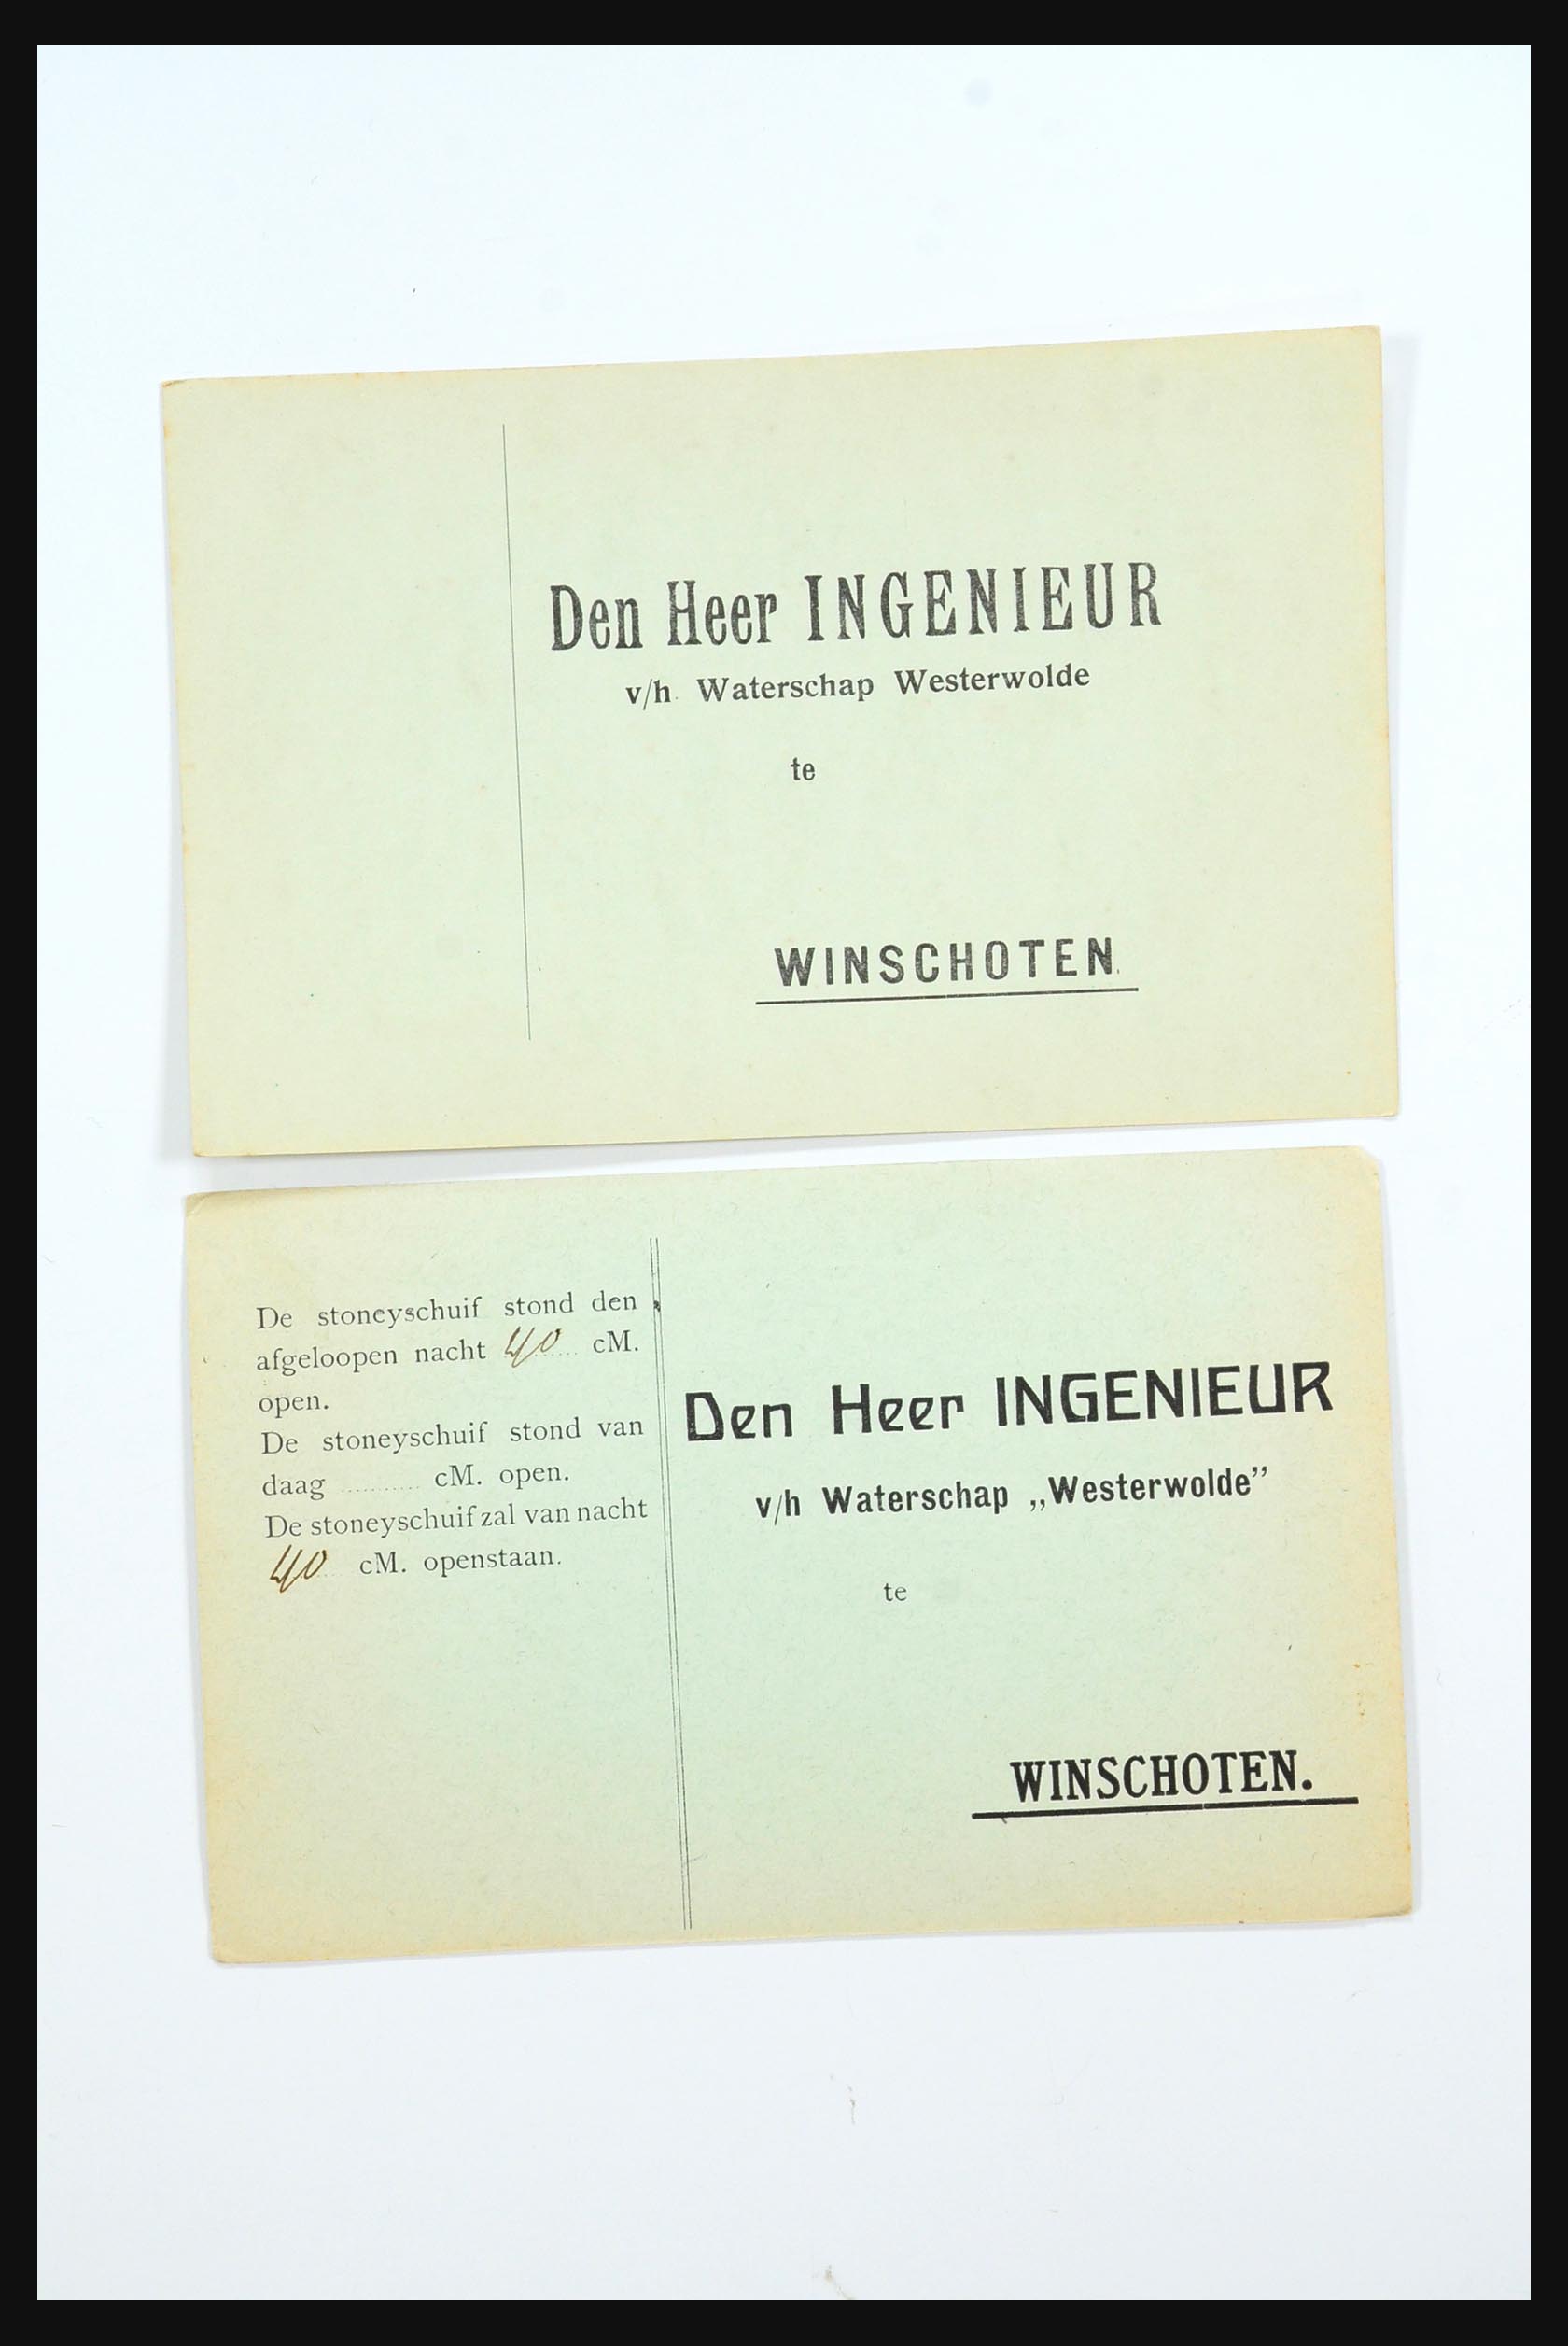 Den Heer INGENIEUR
v/h. Waterschap Westerwolde
te
WINSCHOTEN.
De stoneyschuif stond den
afgeloopen nacht 40 cM.
open.
De stoneyschuif stond van
daag ........... cM. open.
De stoneyschuif zal van nacht
40 cM. openstaan.
Den Heer INGENIEUR
v/h Waterschap „Westerwolde”
te
WINSCHOTEN.